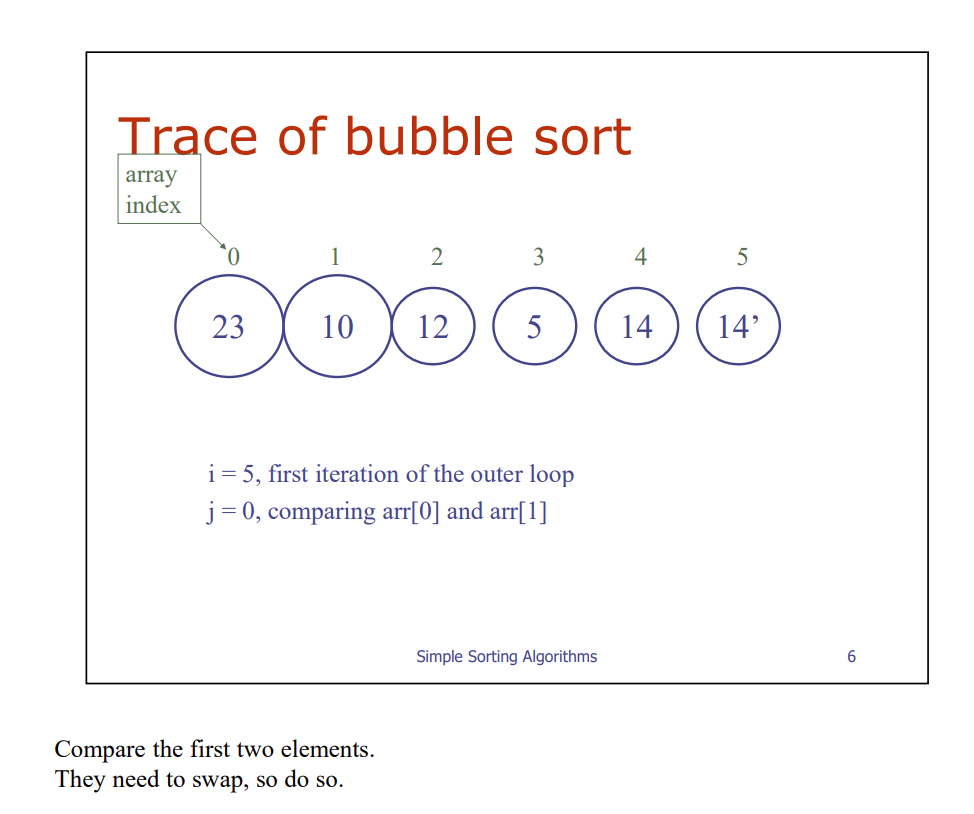 Trace of bubble sort
array
index
0 1 2 3 4 5
23 10 12 5 14 14’
i = 5, first iteration of the outer loop
j = 0, comparing arr[0] and arr[1]
Simple Sorting Algorithms 6
Compare the first two elements.
They need to swap, so do so.